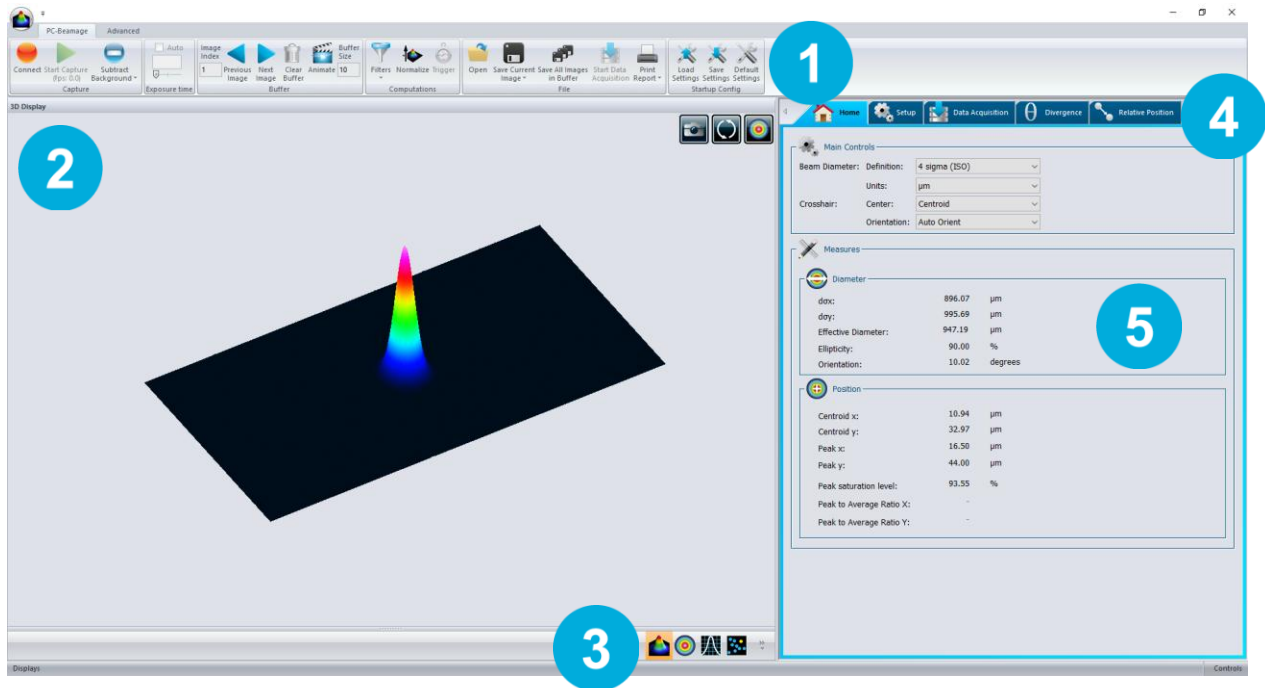 PC-Beamage Advanced
Connect Start Capture (fps: 0.0) Subtract Background
Capture
Auto
Exposure time
Image Index 1 Previous Image Next Image Clear Buffer Animate Buffer Size 10
Buffer
Filters Normalize Trigger
Computations
Open Save Current Image Save All Images in Buffer Start Data Acquisition Print Report
File
Load Settings Save Settings Default Settings
Startup Config
1
3D Display
2
Home Setup Data Acquisition θ Divergence Relative Position
4
Main Controls
Beam Diameter: Definition: 4 sigma (ISO)
Units: µm
Crosshair: Center: Centroid
Orientation: Auto Orient
Measures
Diameter
dσx: 896.07 µm
dσy: 995.69 µm
Effective Diameter: 947.19 µm
Ellipticity: 90.00 %
Orientation: 10.02 degrees
5
Position
Centroid x: 10.94 µm
Centroid y: 32.97 µm
Peak x: 16.50 µm
Peak y: 44.00 µm
Peak saturation level: 93.55 %
Peak to Average Ratio X: -
Peak to Average Ratio Y: -
3
Displays Controls